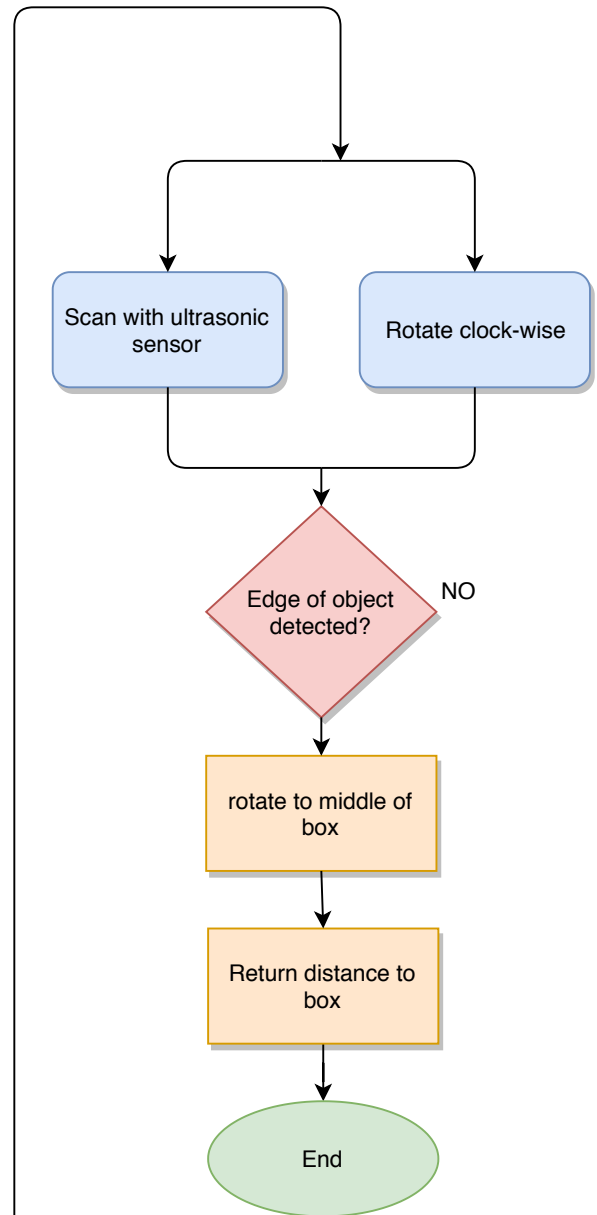 Scan with ultrasonic
sensor
Rotate clock-wise
Edge of object
detected?
NO
rotate to middle of
box
Return distance to
box
End